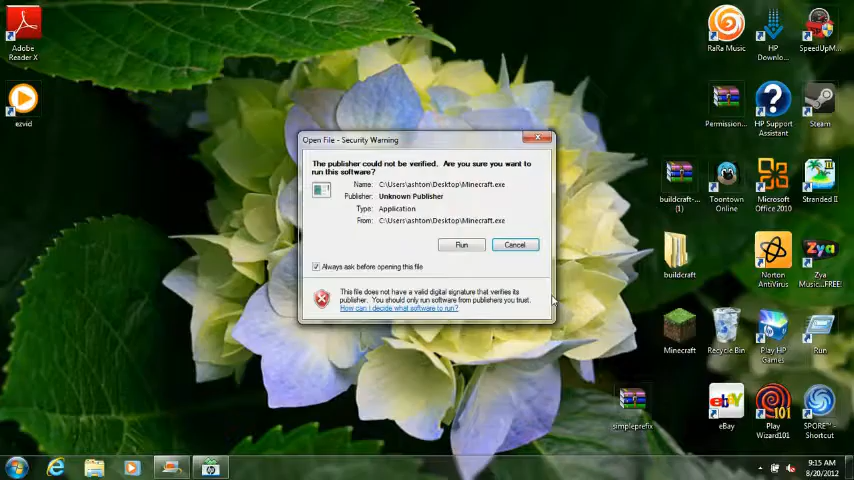 Adobe
Reader X
ezvid
RaRa Music
HP
Downlo...
SpeedUpM...
Permission...
HP Support
Assistant
Steam
buildcraft-...
(1)
Toontown
Online
Microsoft
Office 2010
Stranded II
buildcraft
Norton
AntiVirus
Zya
Music...
Minecraft
Recycle Bin
Play HP
Games
Run
simpleprefix
eBay
101
Play
Wizard101
SPORE™ -
Shortcut
Open File - Security Warning
The publisher could not be verified. Are you sure you want to
run this software?
Name: C:\Users\ashton\Desktop\Minecraft.exe
Publisher: Unknown Publisher
Type: Application
From: C:\Users\ashton\Desktop\Minecraft.exe
Run Cancel
Always ask before opening this file
This file does not have a valid digital signature that verifies its
publisher. You should only run software from publishers you trust.
How can I decide what software to run?
9:15 AM
8/20/2012